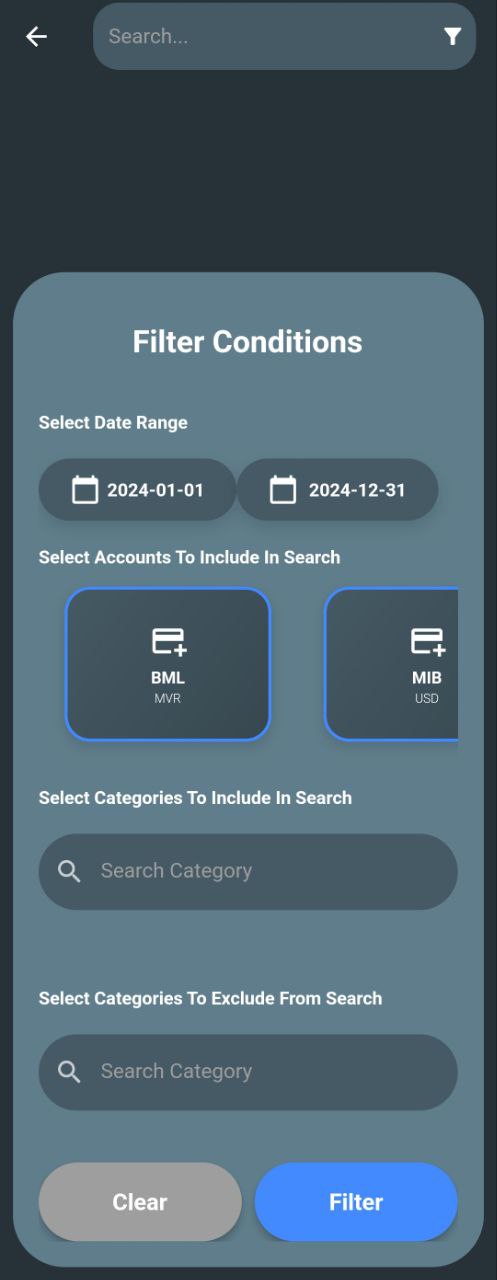 Search...
Filter Conditions
Select Date Range
2024-01-01 2024-12-31
Select Accounts To Include In Search
BML MIB
MVR USD
Select Categories To Include In Search
Search Category
Select Categories To Exclude From Search
Search Category
Clear Filter